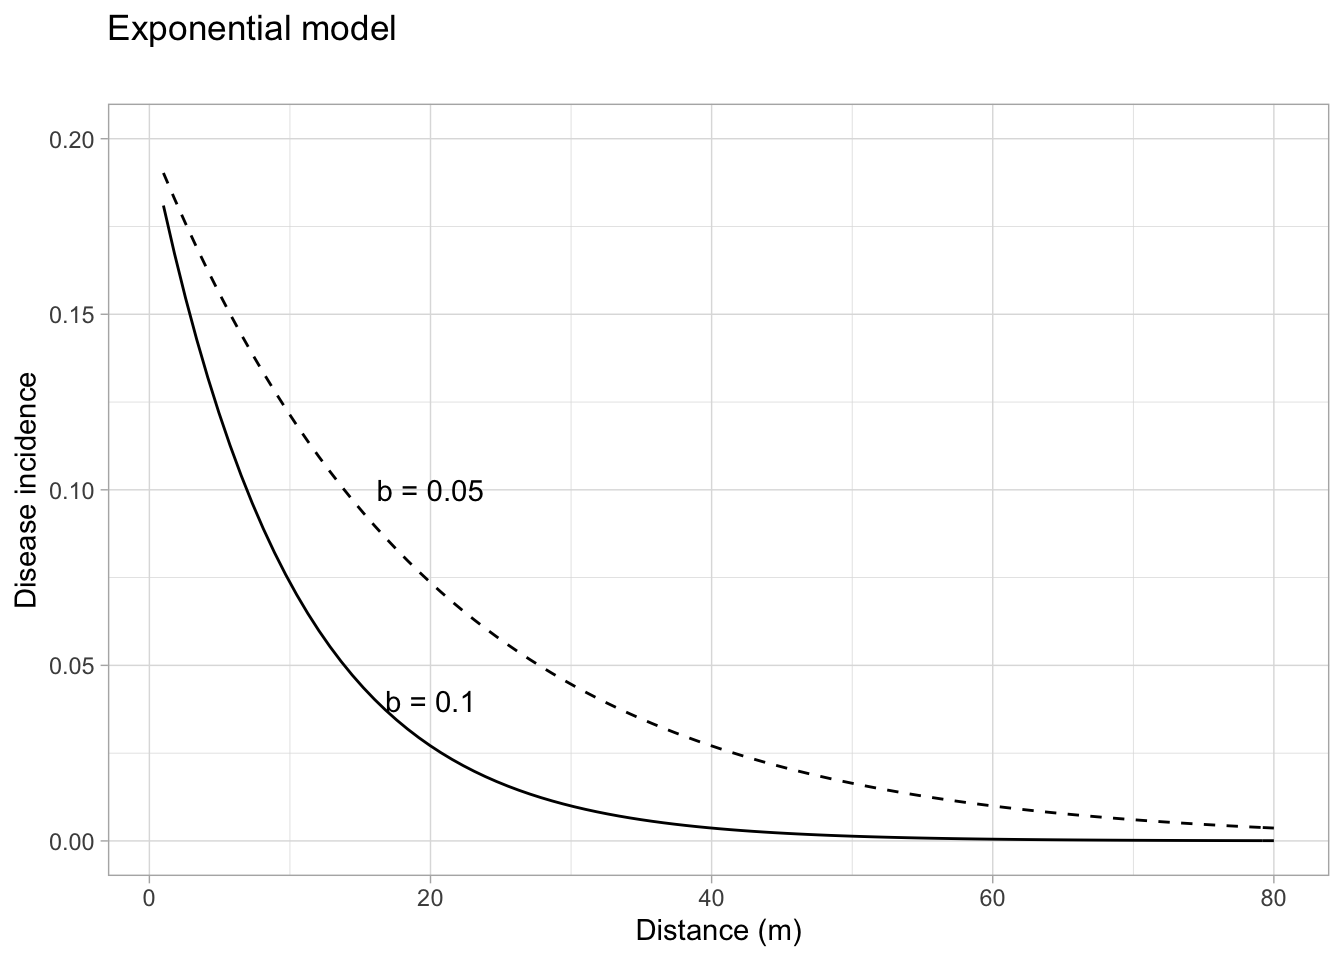 Exponential model
0.20
0.15
0.10
0.05
0.00
b = 0.05
b = 0.1
0 20 40 60 80
Distance (m)
Disease incidence